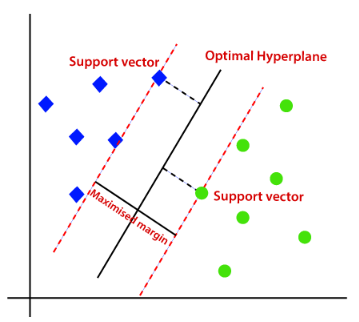 Optimal Hyperplane
Support vector
Support vector
Maximised margin